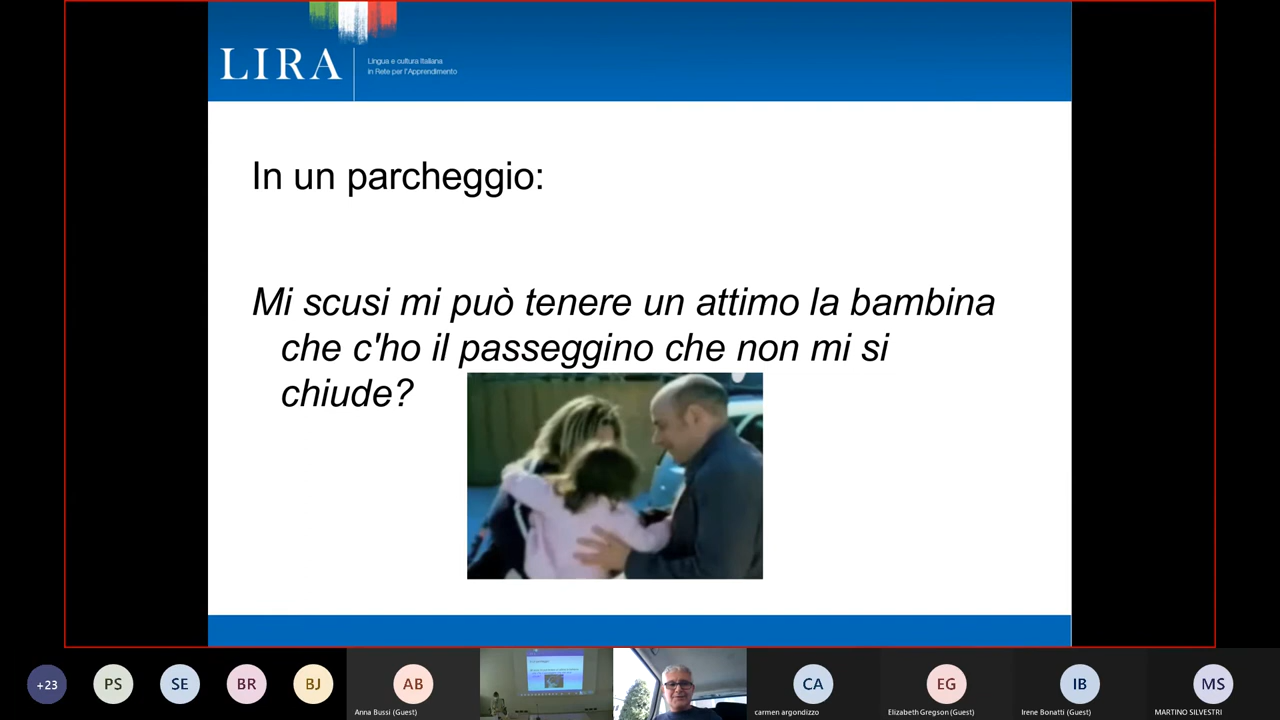 LIRA
Lingua e cultura Italiana
in Rete per l'Apprendimento
In un parcheggio:
Mi scusi mi può tenere un attimo la bambina
che c'ho il passeggino che non mi si
chiude?
+23
PS
SE
BR
BJ
AB
Anna Bussi (Guest)
CA
carmen argondizzo
EG
Elizabeth Gregson (Guest)
IB
Irene Bonatti (Guest)
MS
MARTINO SILVESTRI